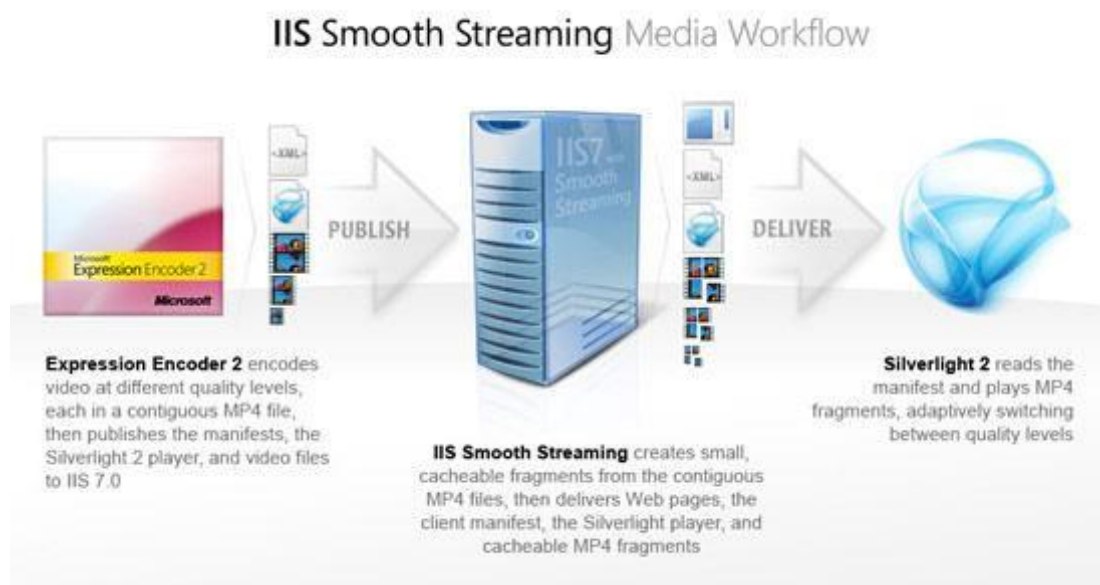 IIS Smooth Streaming Media Workflow
<XML>
PUBLISH
IIS7
Smooth
Streaming
<XML>
DELIVER
Microsoft
Expression Encoder 2
Microsoft
Expression Encoder 2 encodes
video at different quality levels,
each in a contiguous MP4 file,
then publishes the manifests, the
Silverlight 2 player, and video files
to IIS 7.0
IIS Smooth Streaming creates small,
cacheable fragments from the contiguous
MP4 files, then delivers Web pages, the
client manifest, the Silverlight player, and
cacheable MP4 fragments
Silverlight 2 reads the
manifest and plays MP4
fragments, adaptively switching
between quality levels